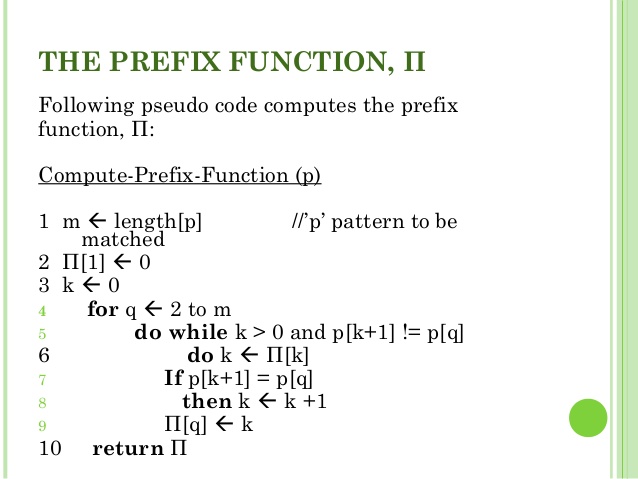 THE PREFIX FUNCTION, Π
Following pseudo code computes the prefix
function, Π:
Compute-Prefix-Function (p)
1 m ← length[p] //’p’ pattern to be
matched
2 Π[1] ← 0
3 k ← 0
4 for q ← 2 to m
5 do while k > 0 and p[k+1] != p[q]
6 do k ← Π[k]
7 If p[k+1] = p[q]
8 then k ← k +1
9 Π[q] ← k
10 return Π